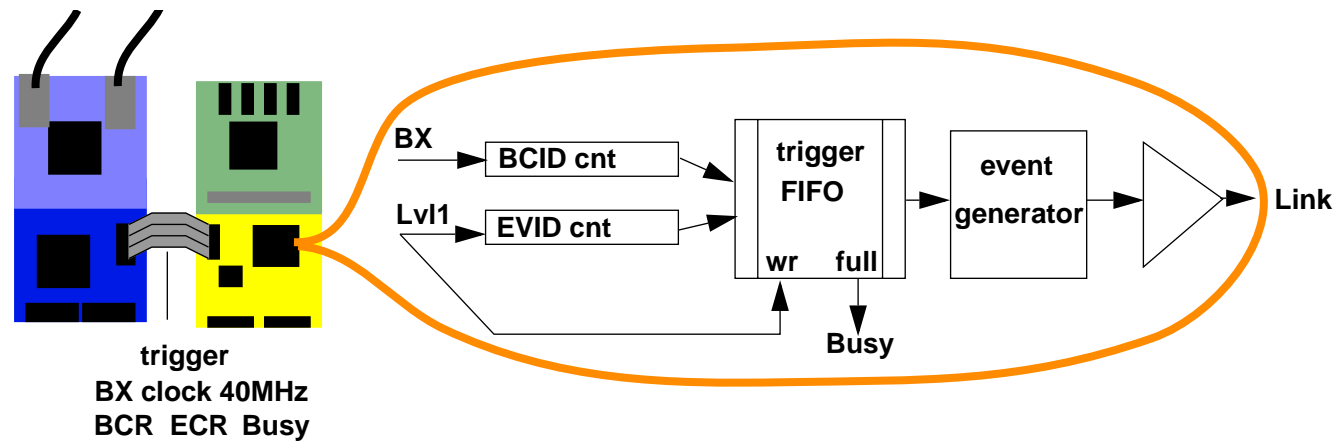 BX
BCID cnt
Lvl1
EVID cnt
trigger
FIFO
wr full
Busy
event
generator
Link
trigger
BX clock 40MHz
BCR ECR Busy